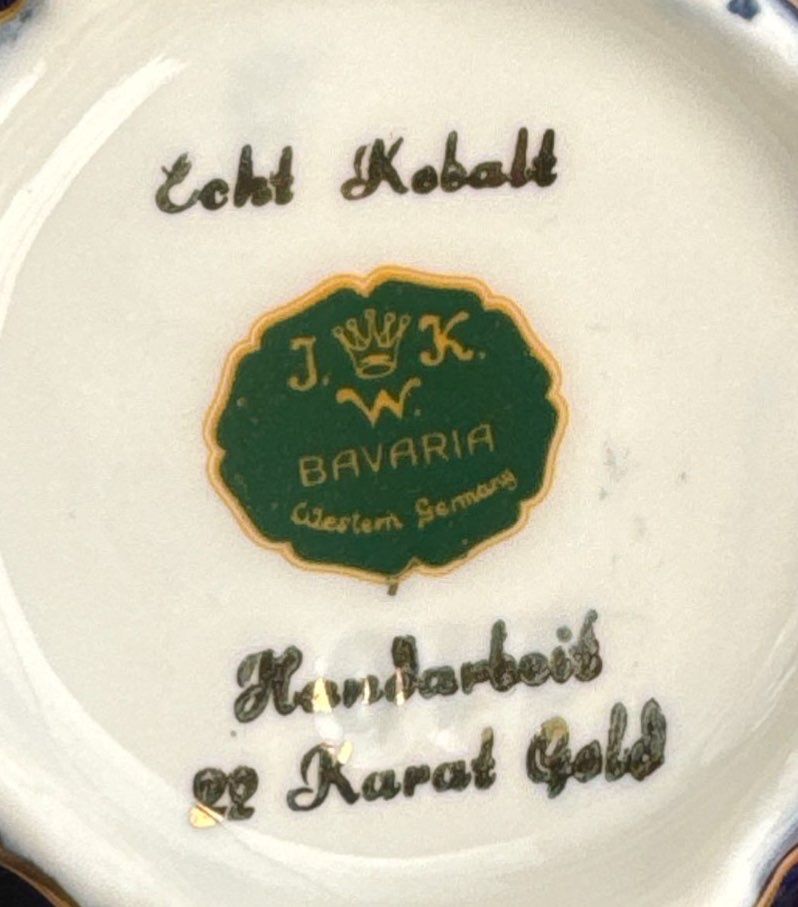 Echt Kobalt
J. K.
W.
BAVARIA
Western Germany
Handarbeit
22 Karat Gold